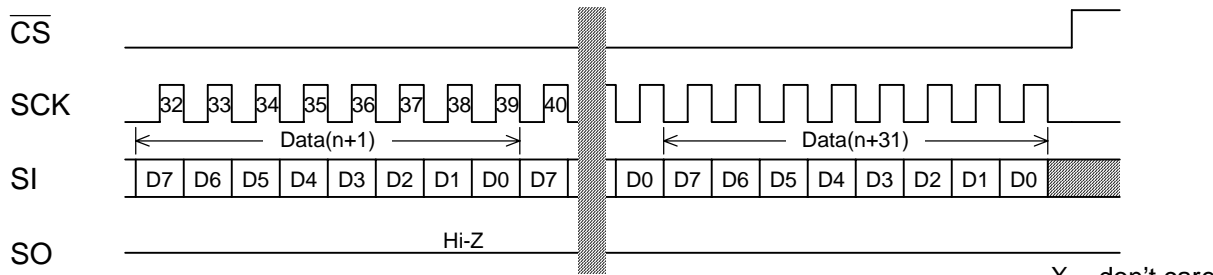 CS
SCK
32 33 34 35 36 37 38 39 40
Data(n+1) Data(n+31)
SI
D7 D6 D5 D4 D3 D2 D1 D0 D7 D0 D7 D6 D5 D4 D3 D2 D1 D0
Hi-Z
SO